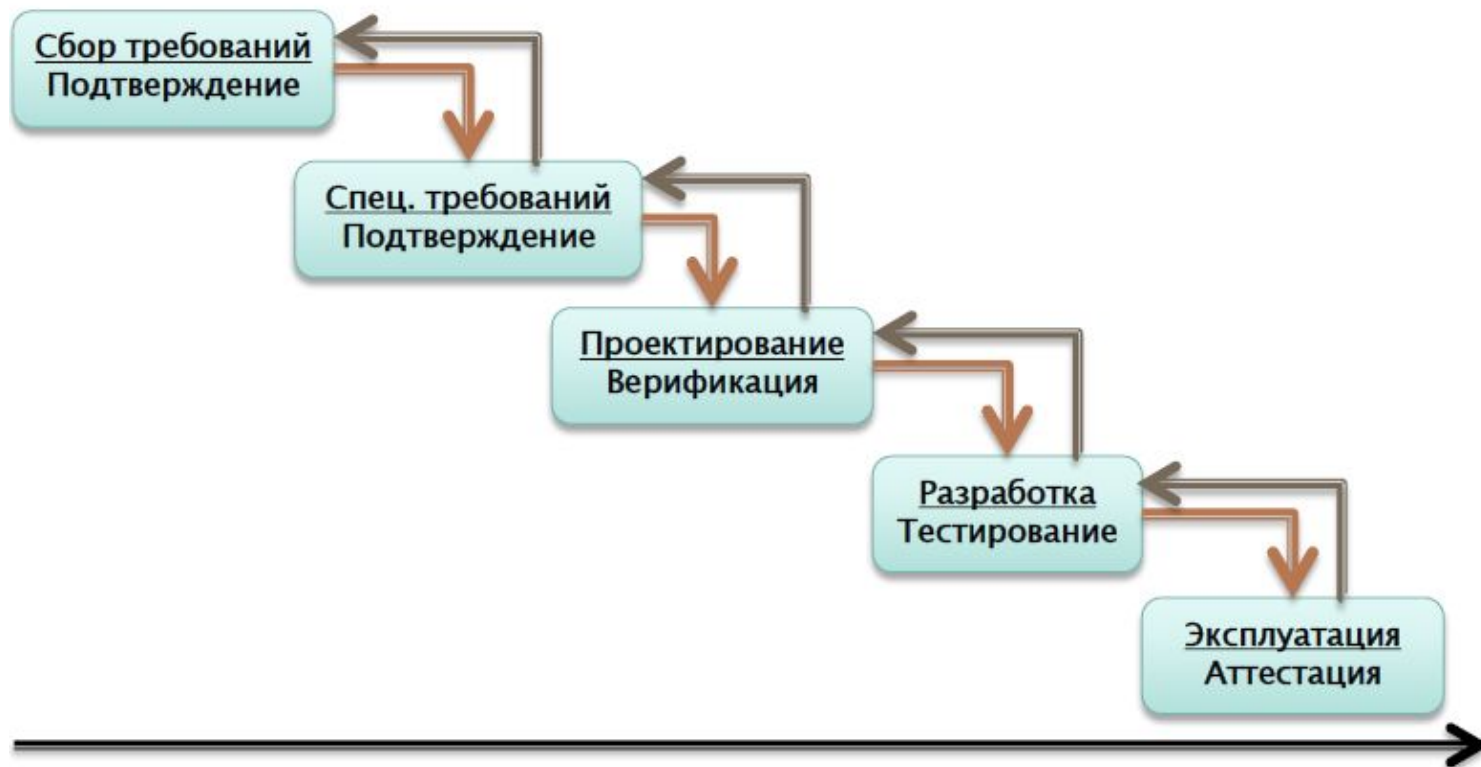 Сбор требований
Подтверждение
Спец. требований
Подтверждение
Проектирование
Верификация
Разработка
Тестирование
Эксплуатация
Аттестация